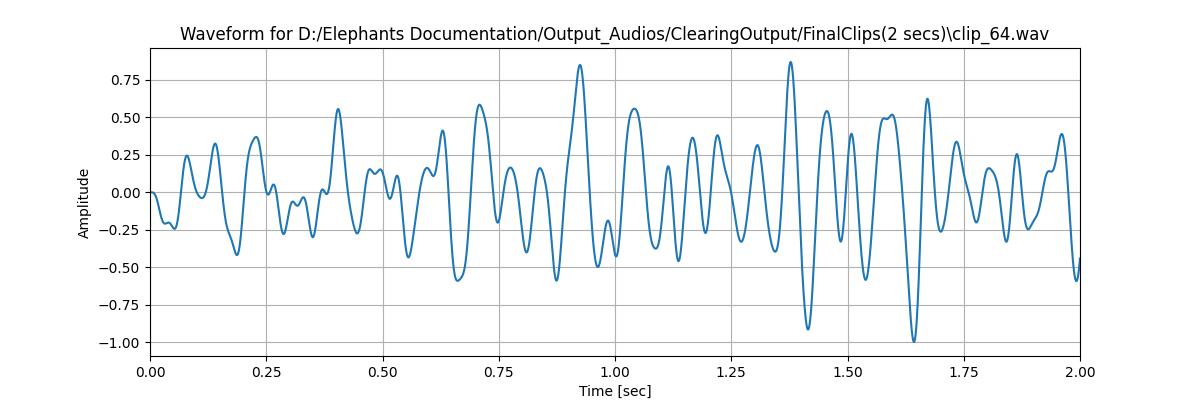 Waveform for D:/Elephants Documentation/Output_Audios/ClearingOutput/FinalClips(2 secs)\clip_64.wav
0.75
0.50
0.25
0.00
−0.25
−0.50
−0.75
−1.00
Amplitude
0.00 0.25 0.50 0.75 1.00 1.25 1.50 1.75 2.00
Time [sec]